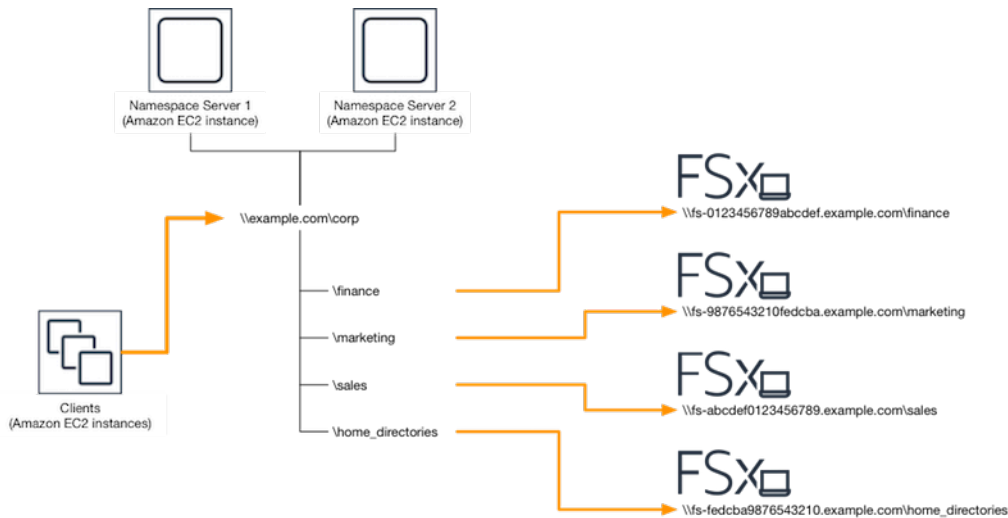 Namespace Server 1
(Amazon EC2 instance)
Namespace Server 2
(Amazon EC2 instance)
FSx
\\fs-0123456789abcdef.example.com\finance
\\example.com\corp
FSx
\finance
\\fs-9876543210fedcba.example.com\marketing
\marketing
FSx
\sales
\\fs-abcdef0123456789.example.com\sales
Clients
(Amazon EC2 instances)
\home_directories
FSx
\\fs-fedcba9876543210.example.com\home_directories